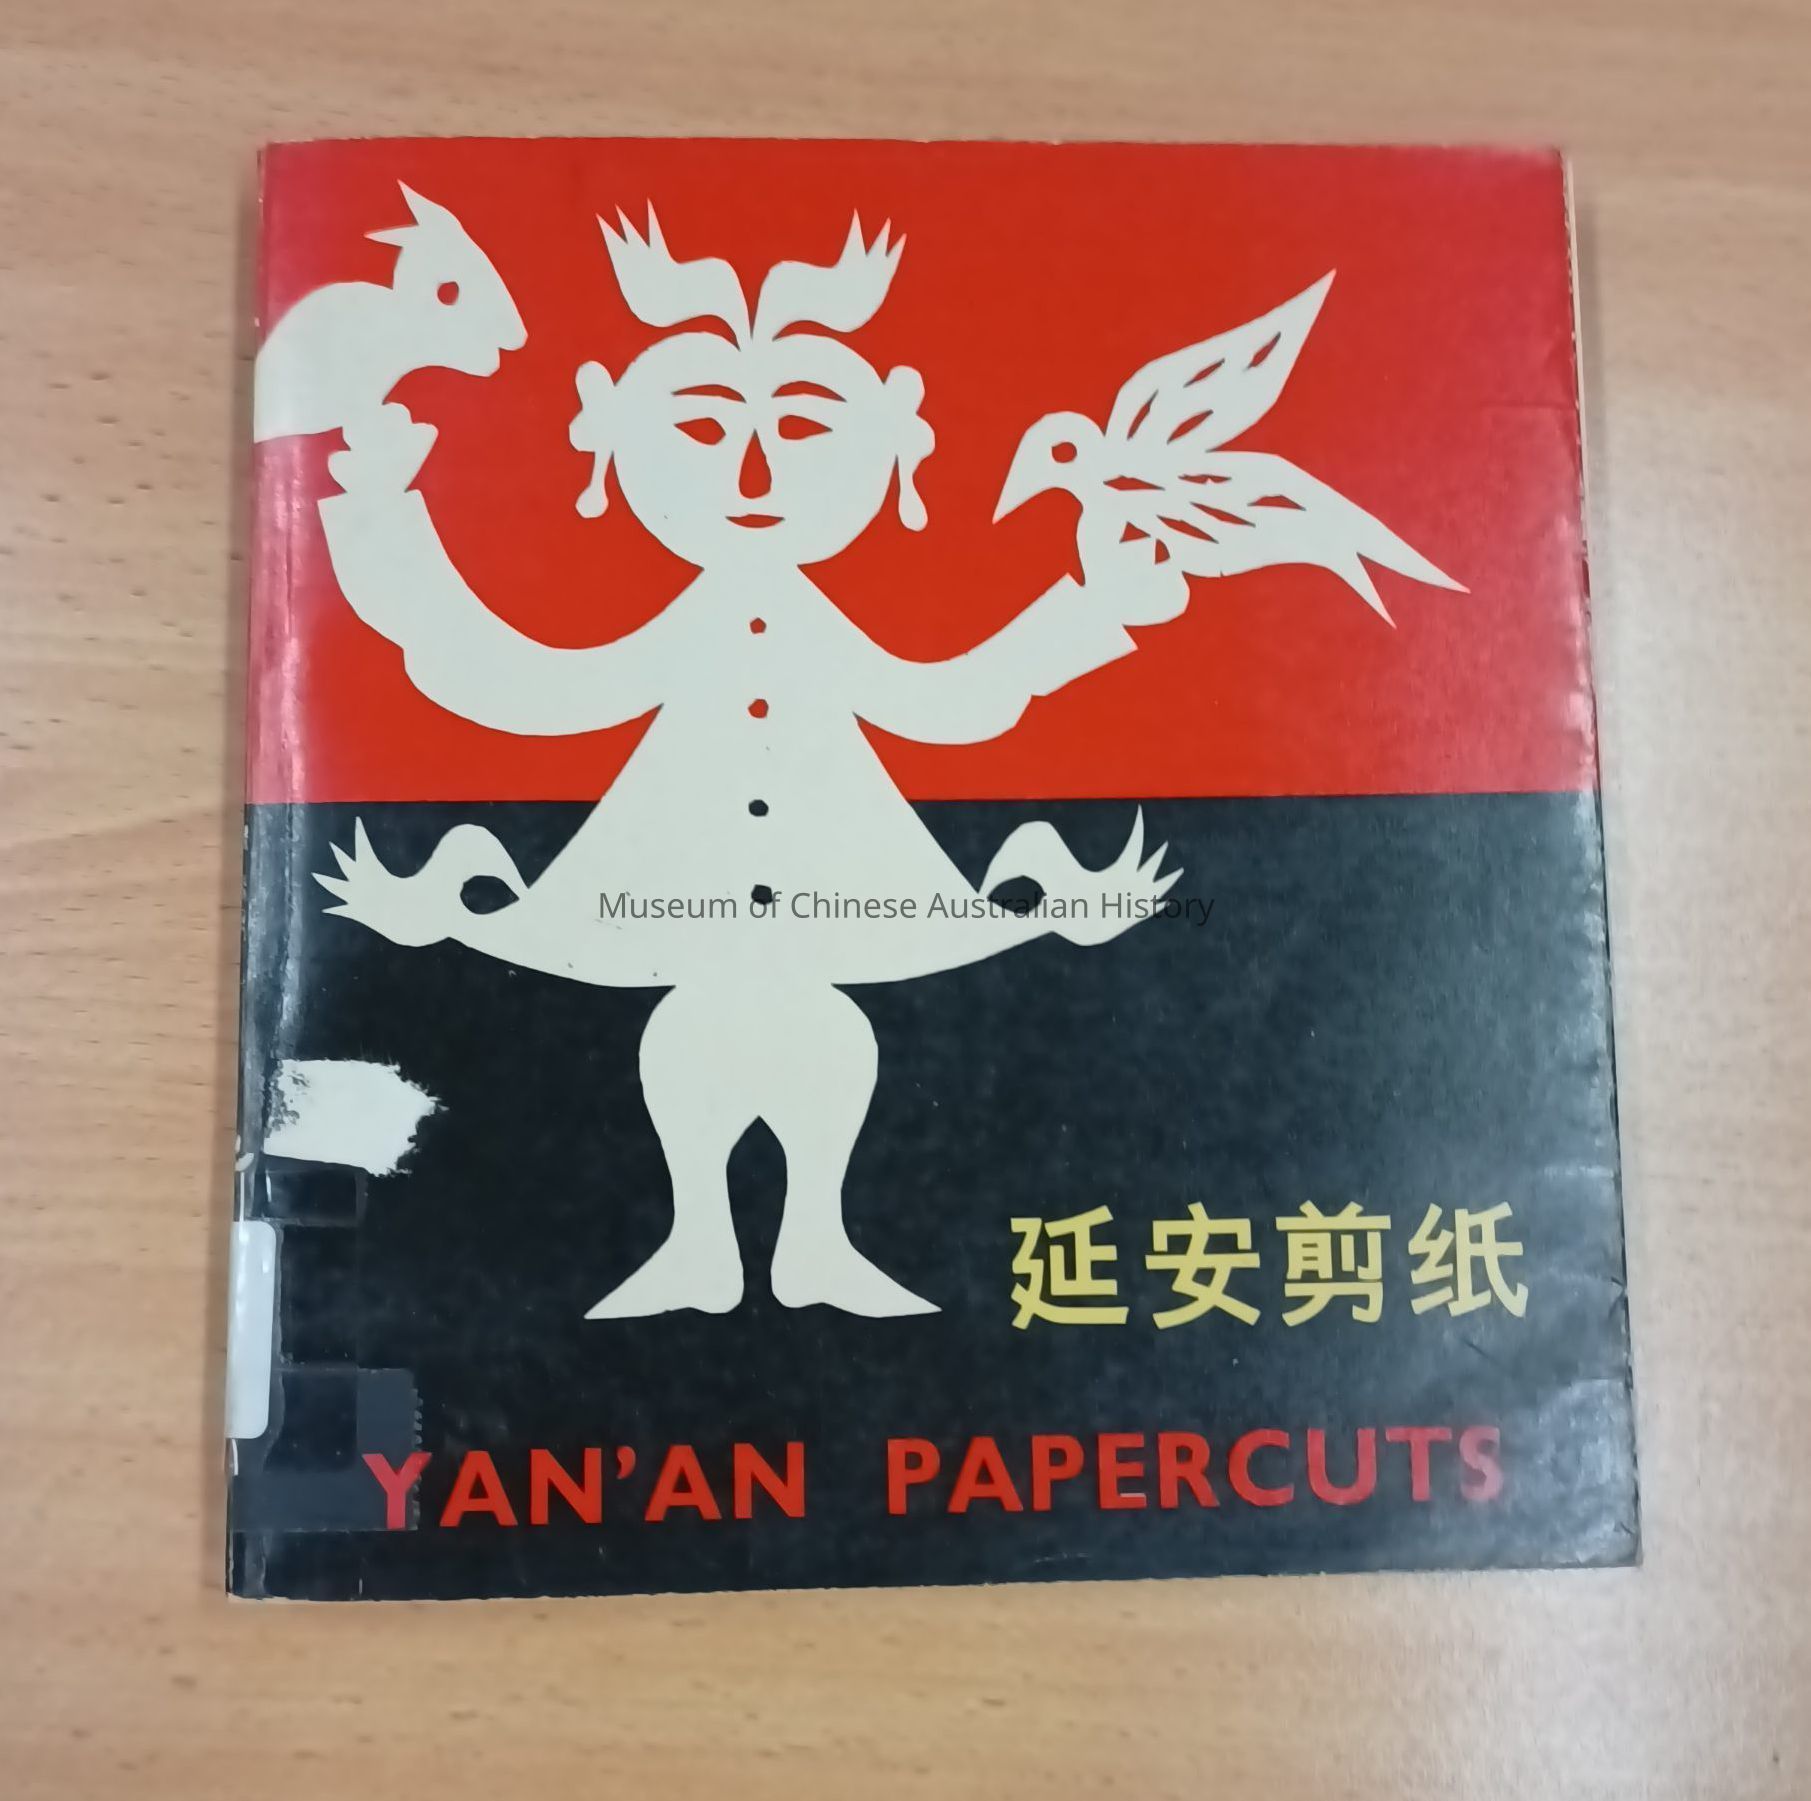 Museum of Chinese Australian History
延安剪纸
YAN'AN PAPERCUTS